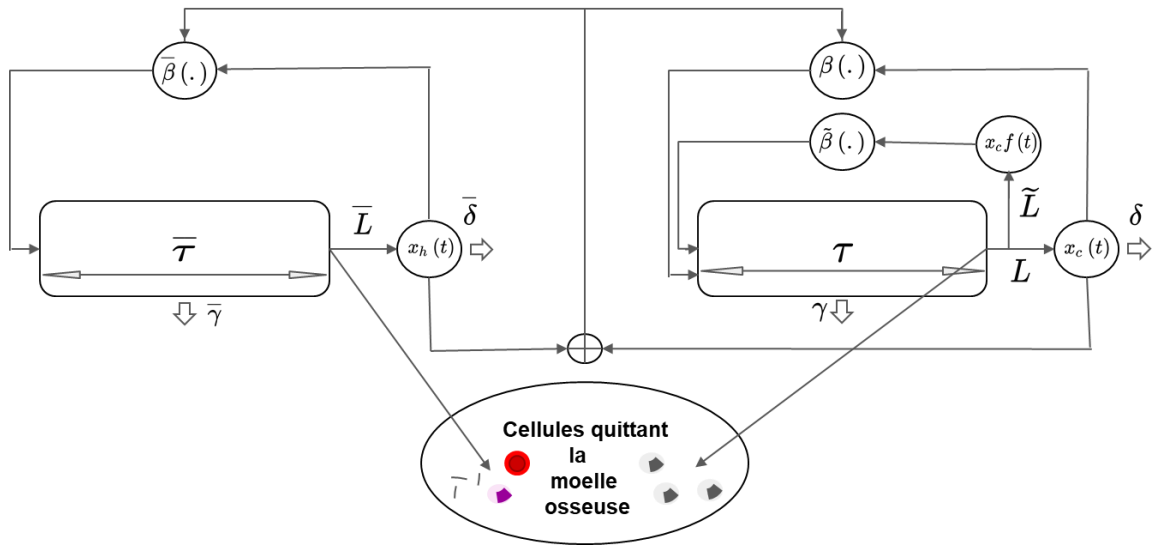 β̅(.)
β(.)
β̃(.)
x_c f(t)
L̅
δ̅
L̃
δ
τ̅
x_h(t)
τ
x_c(t)
L
γ̅
γ
Cellules quittant
la
moelle
osseuse